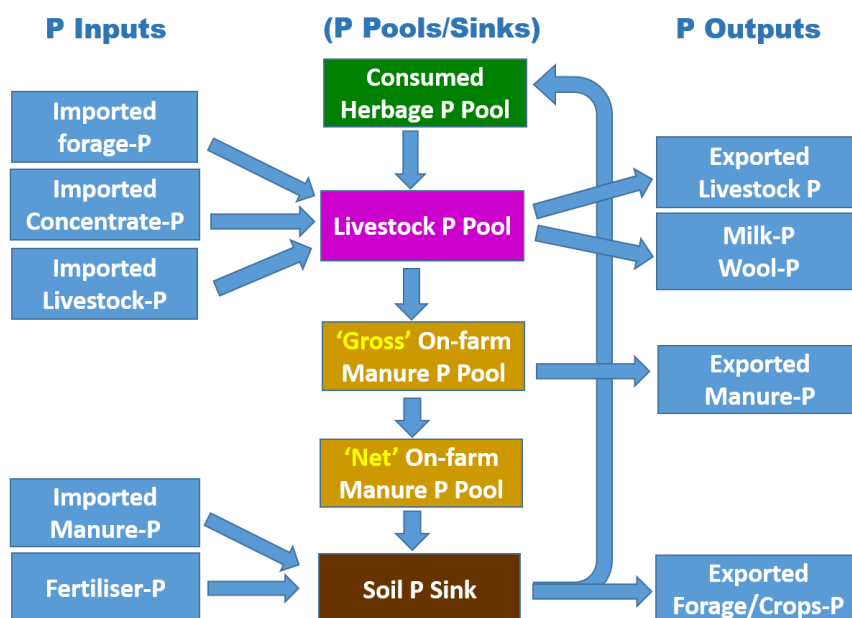 P Inputs
(P Pools/Sinks)
P Outputs
Imported
forage-P
Imported
Concentrate-P
Imported
Livestock-P
Imported
Manure-P
Fertiliser-P
Consumed
Herbage P Pool
Livestock P Pool
‘Gross’ On-farm
Manure P Pool
‘Net’ On-farm
Manure P Pool
Soil P Sink
Exported
Livestock P
Milk-P
Wool-P
Exported
Manure-P
Exported
Forage/Crops-P